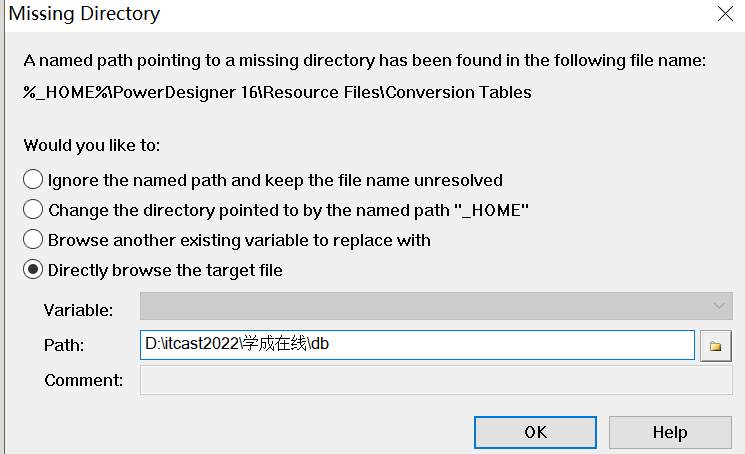 Missing Directory
A named path pointing to a missing directory has been found in the following file name:
%_HOME%\PowerDesigner 16\Resource Files\Conversion Tables
Would you like to:
Ignore the named path and keep the file name unresolved
Change the directory pointed to by the named path "_HOME"
Browse another existing variable to replace with
Directly browse the target file
Variable:
Path: D:\itcast2022\学成在线\db
Comment:
OK Help